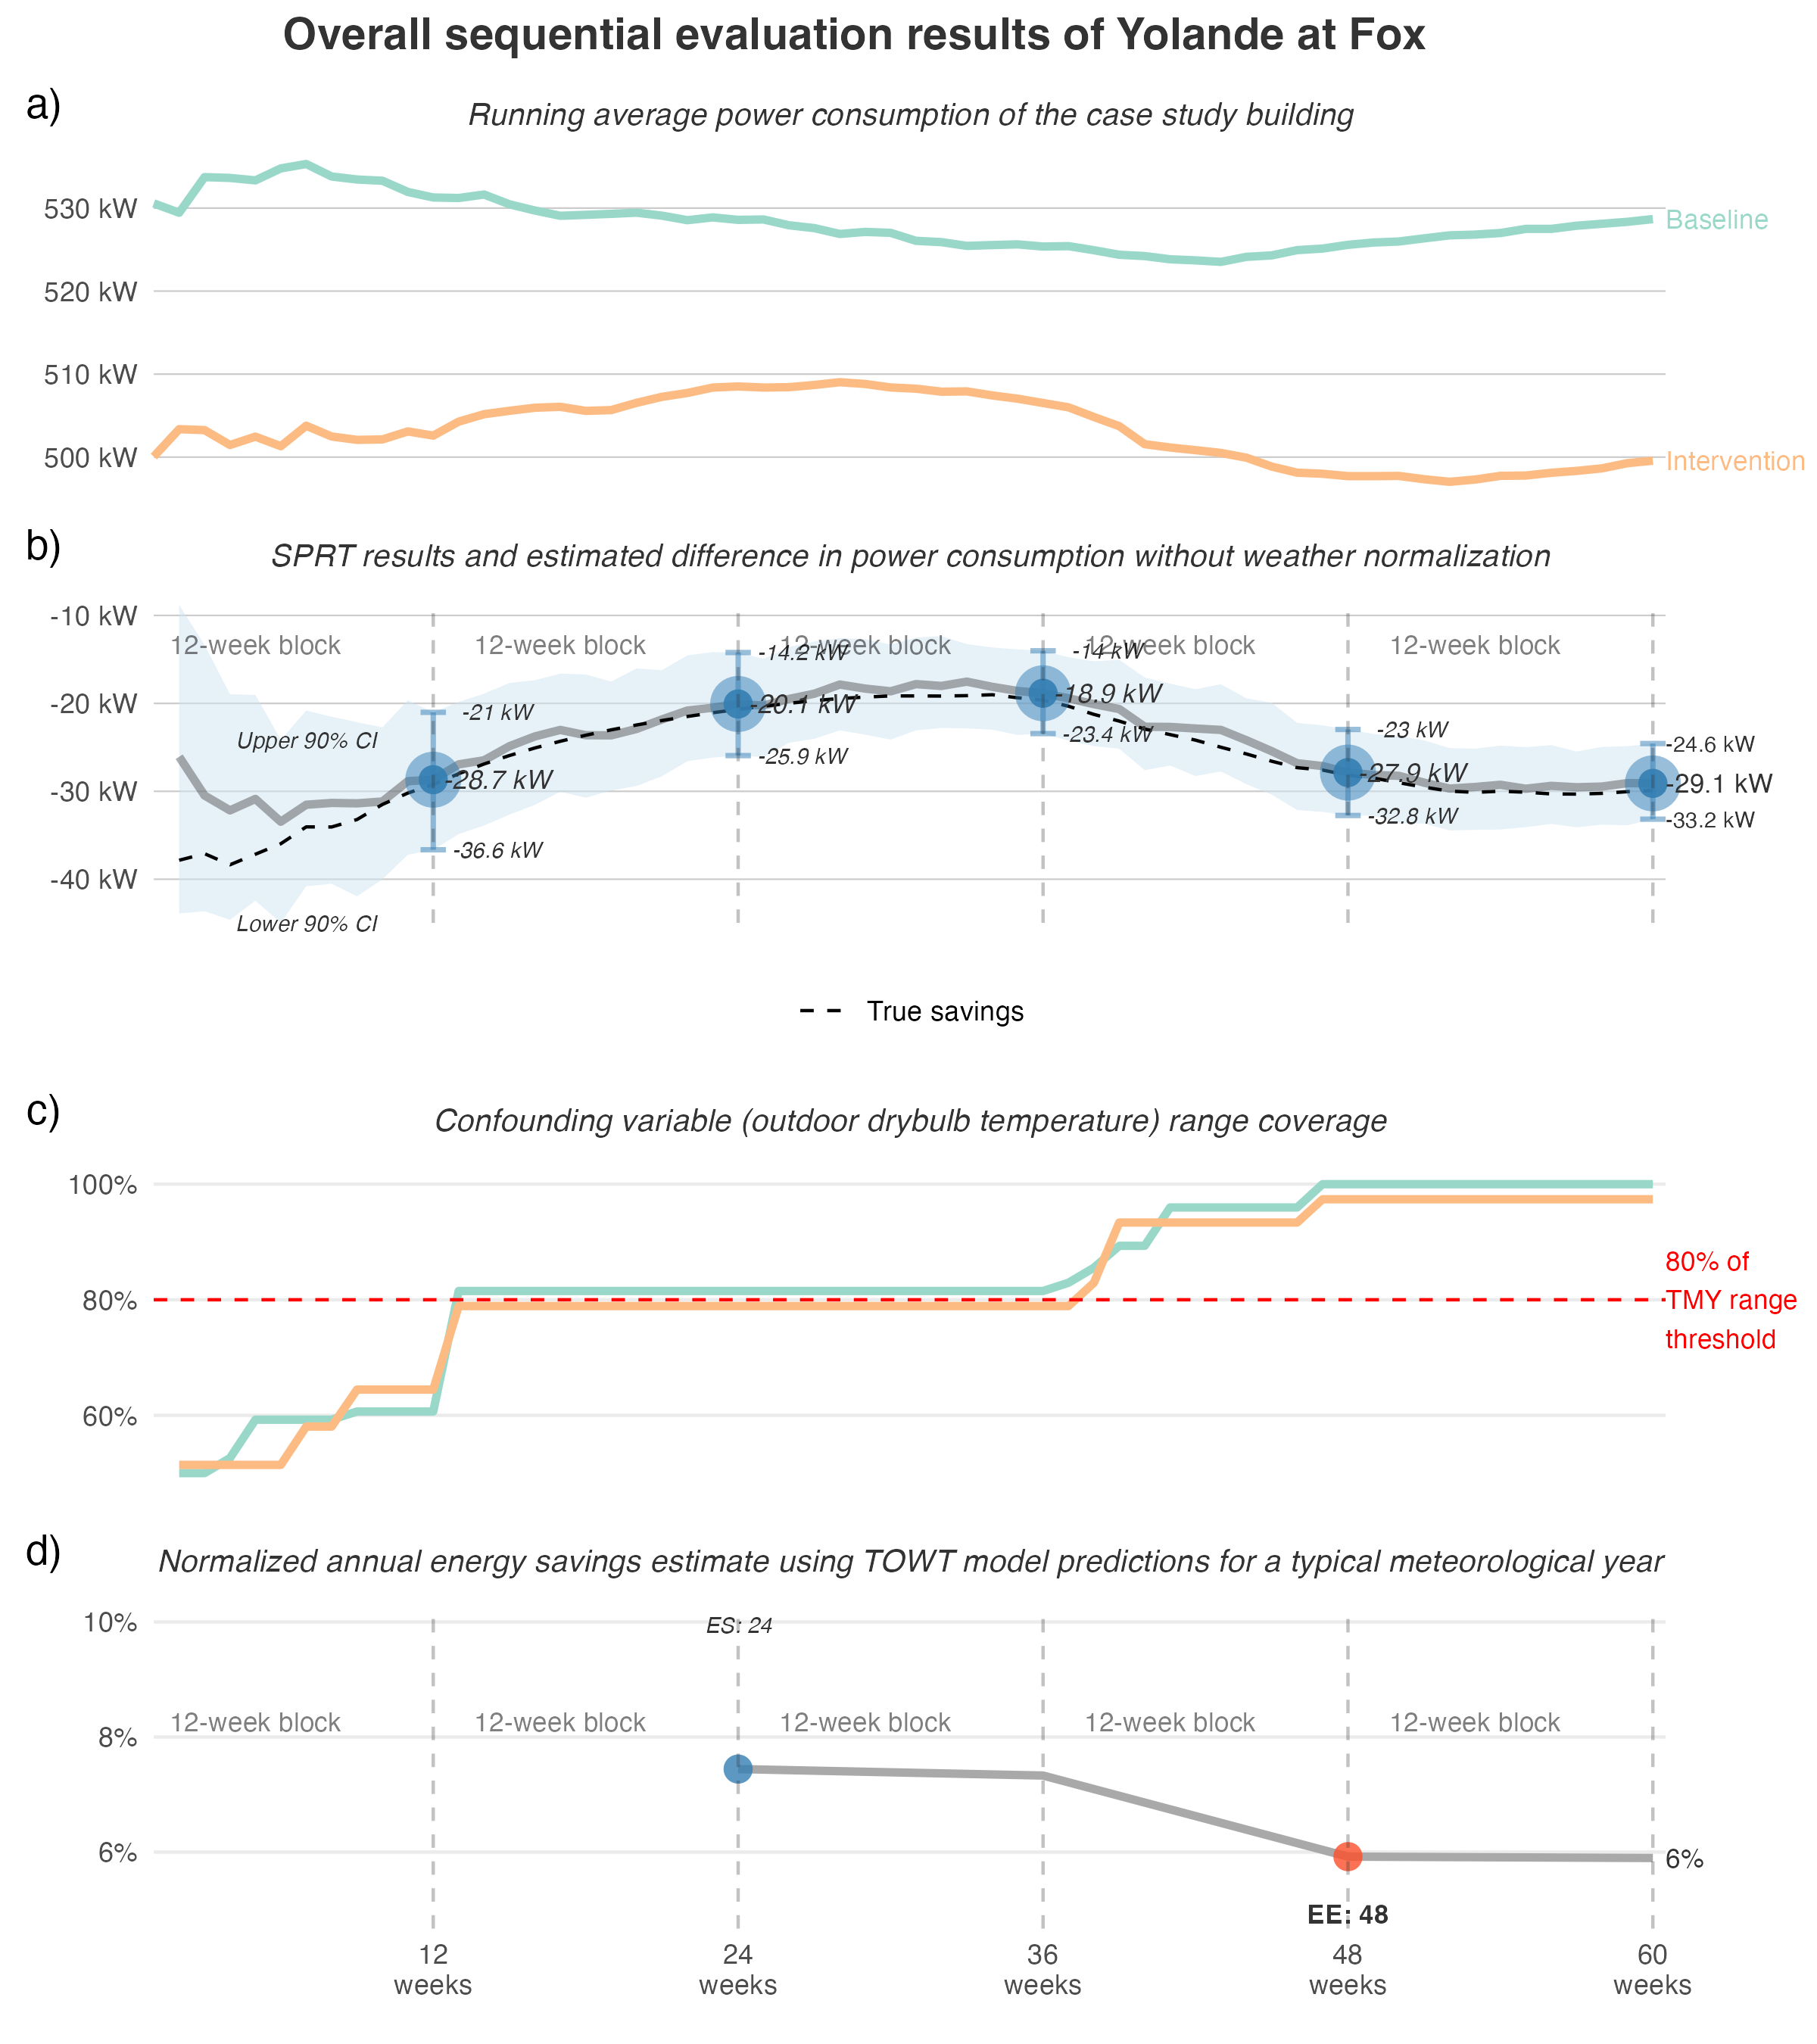 Overall sequential evaluation results of Yolande at Fox
a)
Running average power consumption of the case study building
530 kW
Baseline
520 kW
510 kW
500 kW
Intervention
b)
SPRT results and estimated difference in power consumption without weather normalization
-10 kW
12-week block
12-week block
12-week block
12-week block
12-week block
-14.2 kW
-14 kW
-20 kW
-18.9 kW
-20.1 kW
-21 kW
-23 kW
-23.4 kW
Upper 90% CI
-24.6 kW
-25.9 kW
-27.9 kW
-28.7 kW
-29.1 kW
-30 kW
-32.8 kW
-33.2 kW
-36.6 kW
-40 kW
Lower 90% CI
True savings
c)
Confounding variable (outdoor drybulb temperature) range coverage
100%
80%
60%
80% of
TMY range
threshold
d)
Normalized annual energy savings estimate using TOWT model predictions for a typical meteorological year
10%
ES: 24
12-week block
12-week block
12-week block
12-week block
12-week block
8%
6%
6%
EE: 48
12
weeks
24
weeks
36
weeks
48
weeks
60
weeks